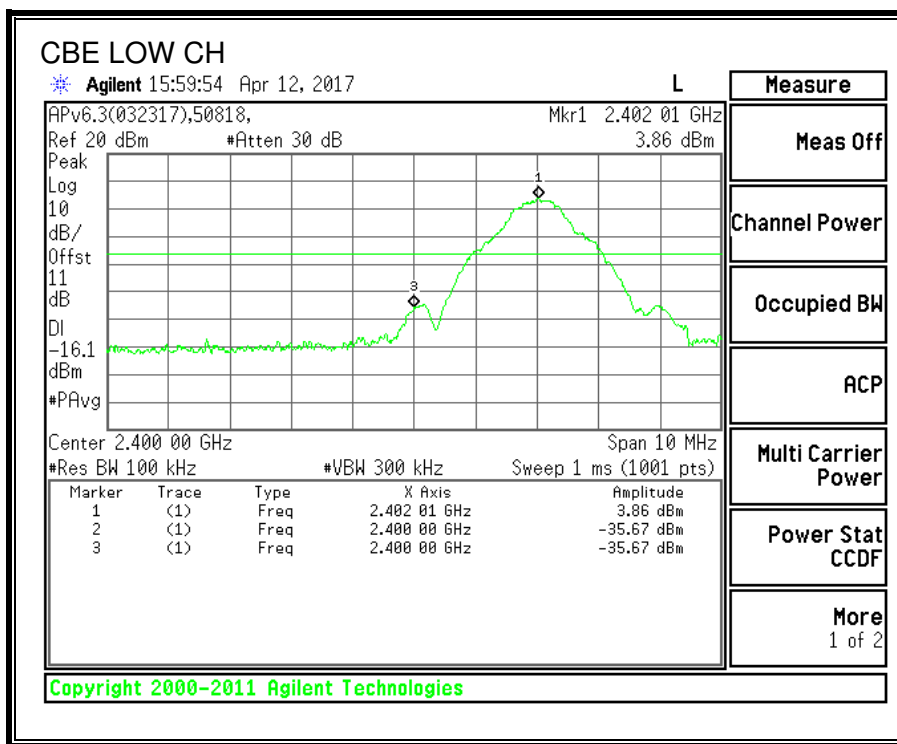 CBE LOW CH
Agilent 15:59:54 Apr 12, 2017 L
APv6.3(032317),50818, Mkr1 2.402 01 GHz
Ref 20 dBm #Atten 30 dB 3.86 dBm
Peak
Log
10
dB/
Offst
11
dB
DI
-16.1
dBm
#PAvg
1
3
Center 2.400 00 GHz Span 10 MHz
#Res BW 100 kHz #VBW 300 kHz Sweep 1 ms (1001 pts)
Marker Trace Type X Axis Amplitude
1 (1) Freq 2.402 01 GHz 3.86 dBm
2 (1) Freq 2.400 00 GHz -35.67 dBm
3 (1) Freq 2.400 00 GHz -35.67 dBm
Copyright 2000-2011 Agilent Technologies
Measure
Meas Off
Channel Power
Occupied BW
ACP
Multi Carrier
Power
Power Stat
CCDF
More
1 of 2